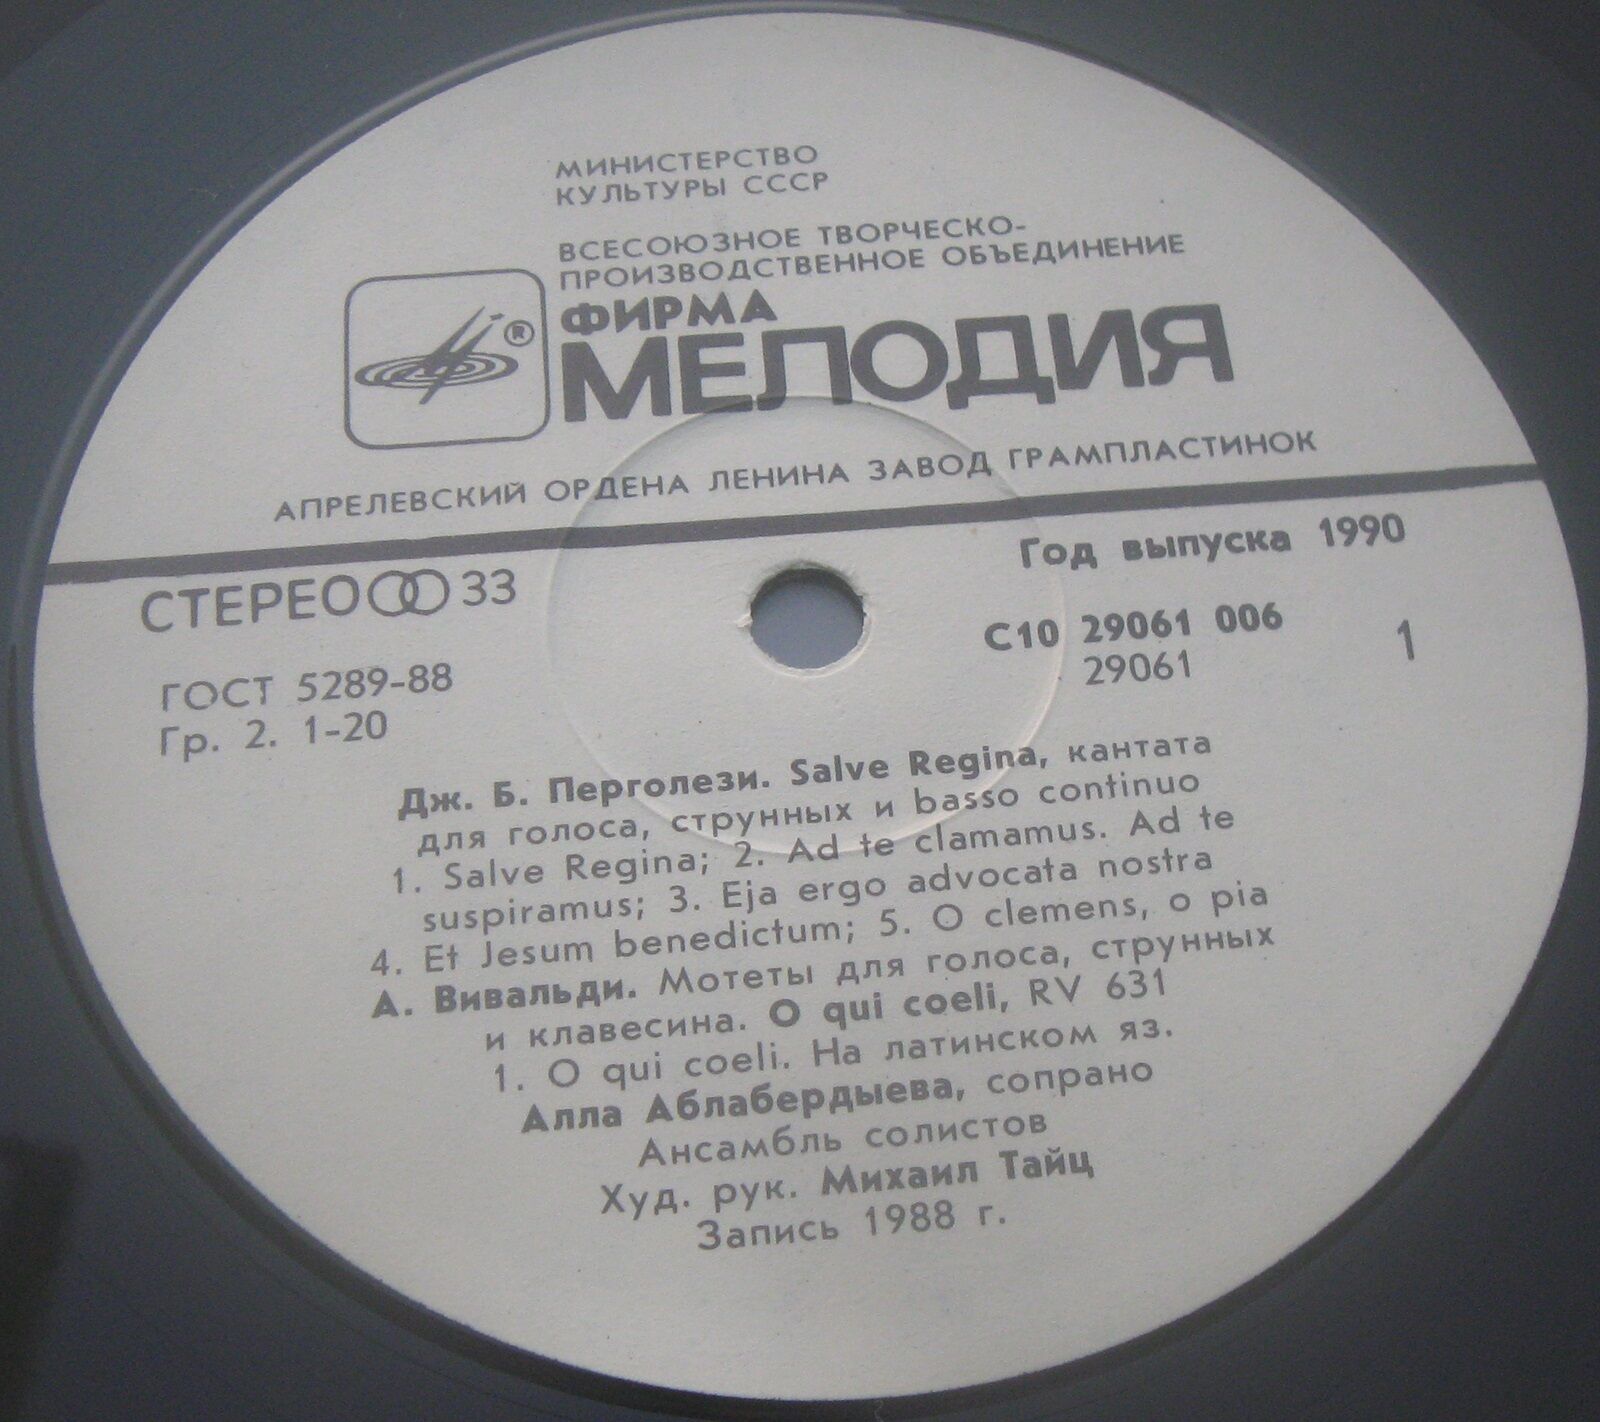 МИНИСТЕРСТВО
КУЛЬТУРЫ СССР
ВСЕСОЮЗНОЕ ТВОРЧЕСКО-
ПРОИЗВОДСТВЕННОЕ ОБЪЕДИНЕНИЕ
ФИРМА
®
МЕЛОДИЯ
АПРЕЛЕВСКИЙ ОРДЕНА ЛЕНИНА ЗАВОД ГРАМПЛАСТИНОК
СТЕРЕО 33
Год выпуска 1990
ГОСТ 5289-88
Гр. 2. 1-20
С10 29061 006
29061
1
Дж. Б. Перголези. Salve Regina, кантата
для голоса, струнных и basso continuo
1. Salve Regina; 2. Ad te clamamus. Ad te
suspiramus; 3. Eja ergo advocata nostra
4. Et Jesum benedictum; 5. O clemens, o pia
А. Вивальди. Мотеты для голоса, струнных
и клавесина. O qui coeli, RV 631
1. O qui coeli. На латинском яз.
Алла Аблабердыева, сопрано
Ансамбль солистов
Худ. рук. Михаил Тайц
Запись 1988 г.